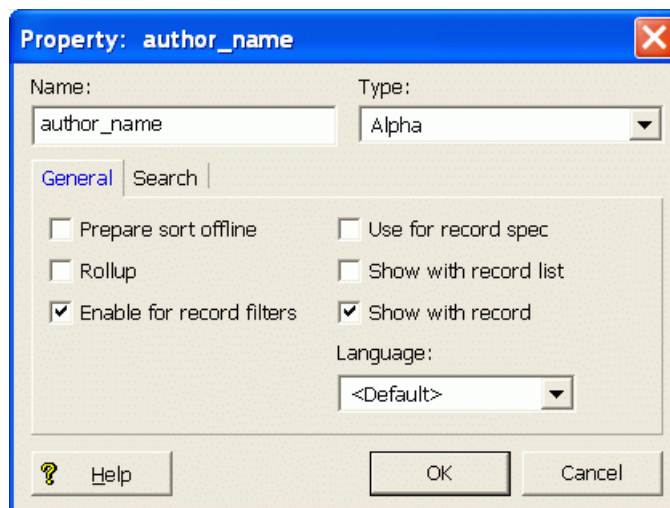 Property: author_name
Name:
Type:
author_name
Alpha
General
Search
Prepare sort offline
Use for record spec
Rollup
Show with record list
Enable for record filters
Show with record
Language:
<Default>
? Help
OK
Cancel